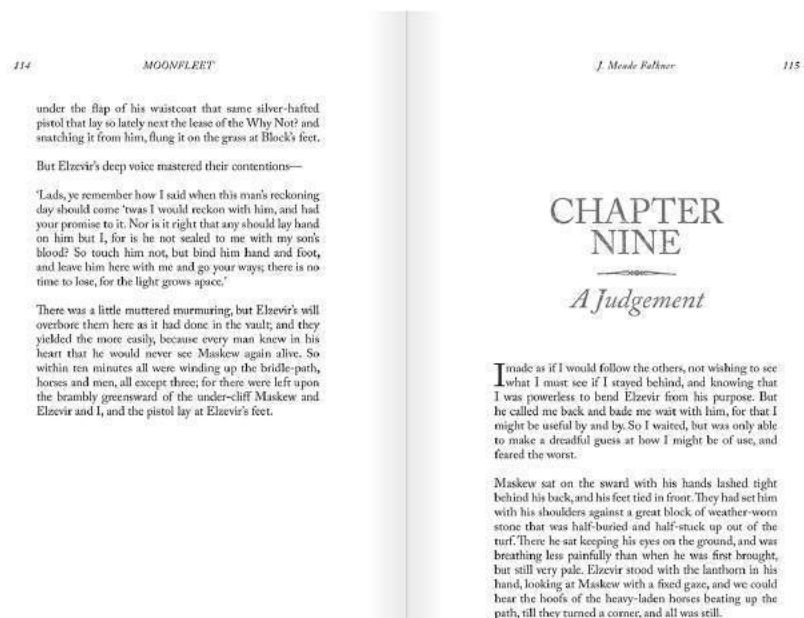 114
MOONFLEET
under the flap of his waistcoat that same silver-hafted
pistol that lay so lately next the lease of the Why Not? and
snatching it from him, flung it on the grass at Block's feet.
But Elzevir's deep voice mastered their contentions—
'Lads, ye remember how I said when this man's reckoning
day should come 'twas I would reckon with him, and had
your promise to it. Nor is it right that any should lay hand
on him but I, for is he not sealed to me with my son's
blood? So touch him not, but bind him hand and foot,
and leave him here with me and go your ways; there is no
time to lose, for the light grows apace.'
There was a little muttered murmuring, but Elzevir's will
overbore them here as it had done in the vault; and they
yielded the more easily, because every man knew in his
heart that he would never see Maskew again alive. So
within ten minutes all were winding up the bridle-path,
horses and men, all except three; for there were left upon
the brambly greensward of the under-cliff Maskew and
Elzevir and I, and the pistol lay at Elzevir's feet.
J. Meade Falkner
115
CHAPTER
NINE
A Judgement
I made as if I would follow the others, not wishing to see
what I must see if I stayed behind, and knowing that
I was powerless to bend Elzevir from his purpose. But
he called me back and bade me wait with him, for that I
might be useful by and by. So I waited, but was only able
to make a dreadful guess at how I might be of use, and
feared the worst.
Maskew sat on the sward with his hands lashed tight
behind his back, and his feet tied in front. They had set him
with his shoulders against a great block of weather-worn
stone that was half-buried and half-stuck up out of the
turf. There he sat keeping his eyes on the ground, and was
breathing less painfully than when he was first brought,
but still very pale. Elzevir stood with the lanthorn in his
hand, looking at Maskew with a fixed gaze, and we could
hear the hoofs of the heavy-laden horses beating up the
path, till they turned a corner, and all was still.